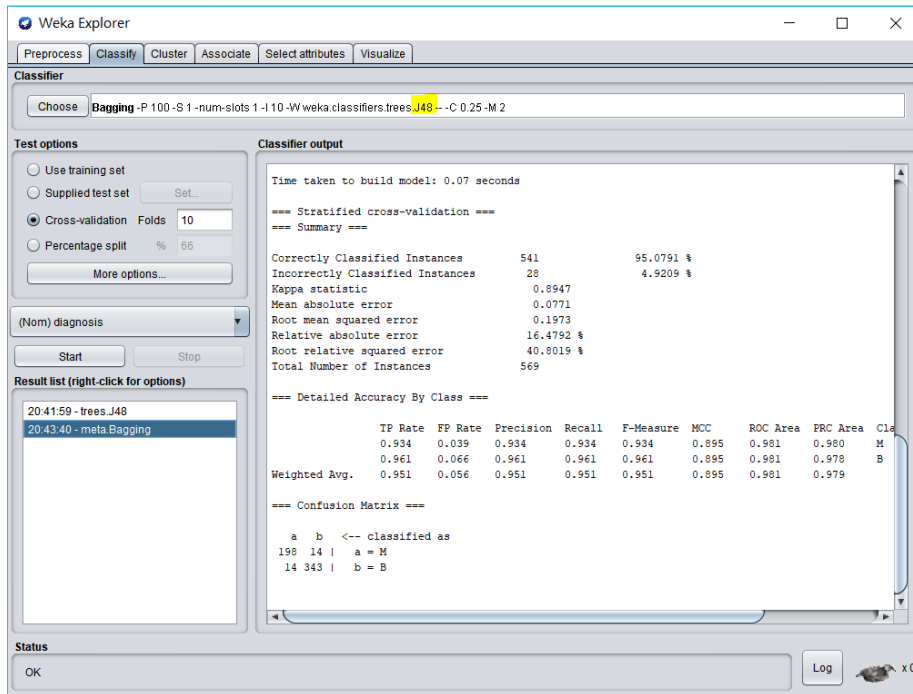 Weka Explorer
Preprocess Classify Cluster Associate Select attributes Visualize
Classifier
Choose Bagging -P 100 -S 1 -num-slots 1 -I 10 -W weka.classifiers.trees.J48 -- -C 0.25 -M 2
Test options
Use training set
Supplied test set Set...
Cross-validation Folds 10
Percentage split % 66
More options...
(Nom) diagnosis
Start Stop
Result list (right-click for options)
20:41:59 - trees.J48
20:43:40 - meta.Bagging
Classifier output
Time taken to build model: 0.07 seconds
=== Stratified cross-validation ===
=== Summary ===
Correctly Classified Instances 541 95.0791 %
Incorrectly Classified Instances 28 4.9209 %
Kappa statistic 0.8947
Mean absolute error 0.0771
Root mean squared error 0.1973
Relative absolute error 16.4792 %
Root relative squared error 40.8019 %
Total Number of Instances 569
=== Detailed Accuracy By Class ===
TP Rate FP Rate Precision Recall F-Measure MCC ROC Area PRC Area Cla
0.934 0.039 0.934 0.934 0.934 0.895 0.981 0.980 M
0.961 0.066 0.961 0.961 0.961 0.895 0.981 0.978 B
Weighted Avg. 0.951 0.056 0.951 0.951 0.951 0.895 0.981 0.979
=== Confusion Matrix ===
a b <-- classified as
198 14 | a = M
14 343 | b = B
Status
OK
Log
x 0